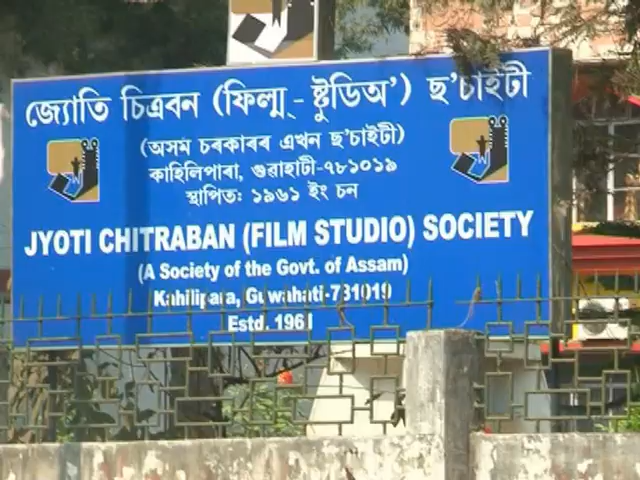 জ্যোতি চিত্ৰবন (ফিল্ম্ - ষ্টুডিঅ') ছ'চাইটী
(অসম চৰকাৰৰ এখন ছ'চাইটী)
কাহিলিপাৰা, গুৱাহাটী-৭৮১০১৯
স্থাপিত: ১৯৬১ ইং চন
JYOTI CHITRABAN (FILM STUDIO) SOCIETY
(A Society of the Govt. of Assam)
Kahilipara, Guwahati-781019
Estd. 1961